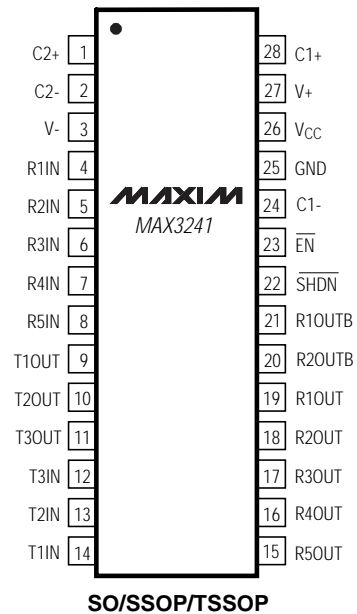 C2+ 1 28 C1+
C2- 2 27 V+
V- 3 26 VCC
R1IN 4 25 GND
R2IN 5 24 C1-
R3IN 6 23 E̅N̅
R4IN 7 22 S̅H̅D̅N̅
R5IN 8 21 R1OUTB
T1OUT 9 20 R2OUTB
T2OUT 10 19 R1OUT
T3OUT 11 18 R2OUT
T3IN 12 17 R3OUT
T2IN 13 16 R4OUT
T1IN 14 15 R5OUT
MAXIM
MAX3241
SO/SSOP/TSSOP